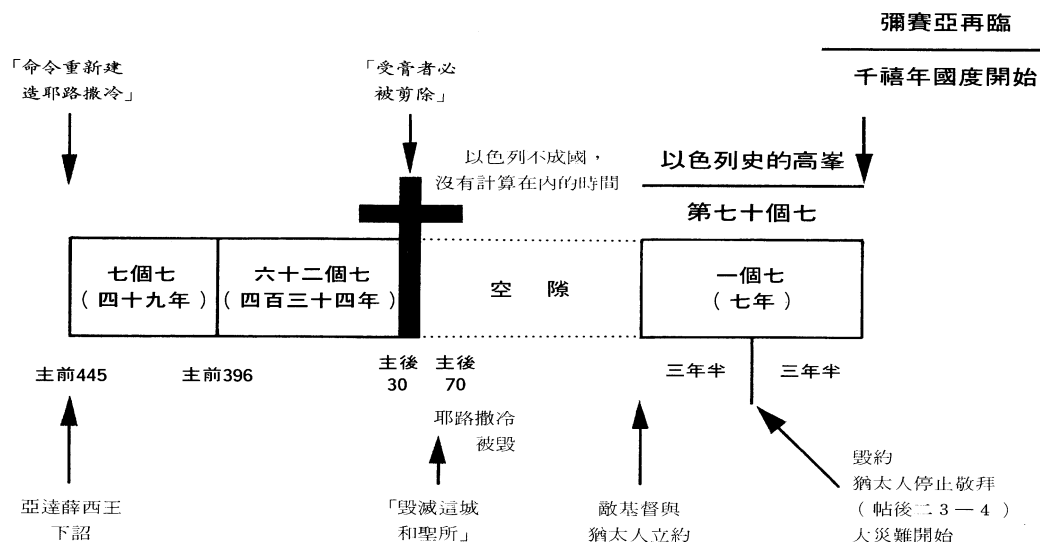 彌賽亞再臨
千禧年國度開始
「命令重新建
造耶路撒冷」
「受膏者必
被剪除」
以色列不成國，
沒有計算在內的時間
以色列史的高峯
第七十個七
七個七
（四十九年）
六十二個七
（四百三十四年）
空 隙
一個七
（七年）
主前445
主前396
主後
30
主後
70
三年半
三年半
耶路撒冷
被毀
亞達薛西王
下詔
「毀滅這城
和聖所」
敵基督與
猶太人立約
毀約
猶太人停止敬拜
（帖後二3—4）
大災難開始